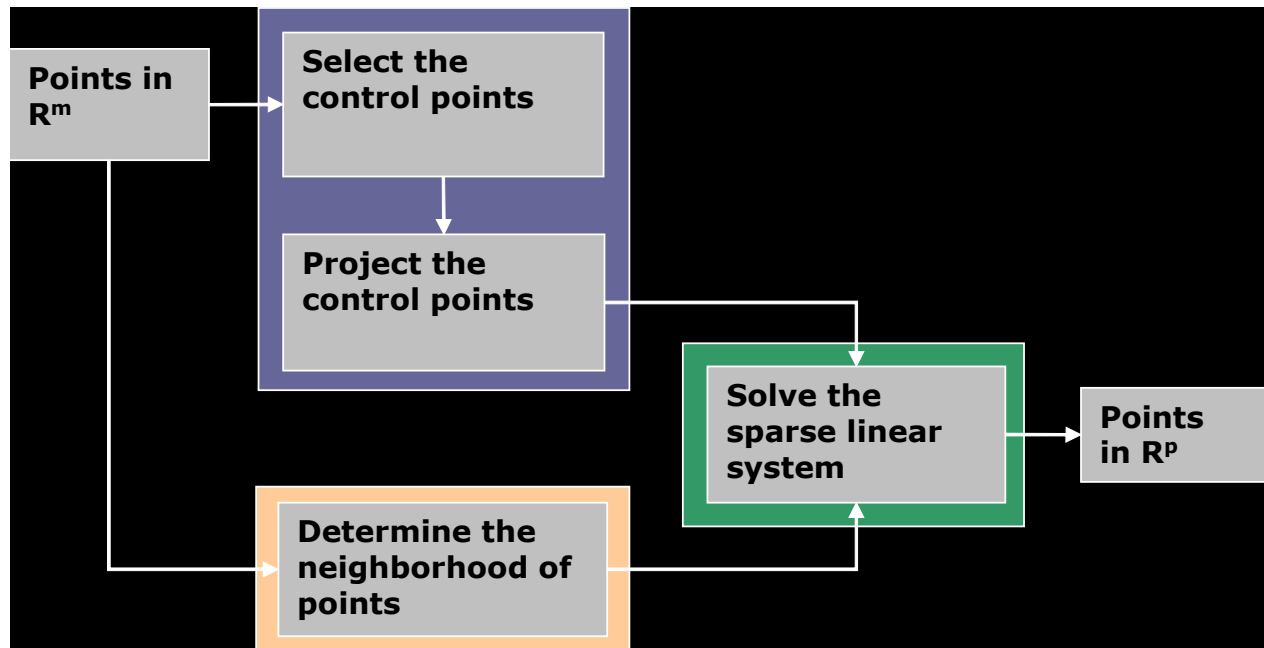 Points in
Rᵐ
Select the
control points
Project the
control points
Solve the
sparse linear
system
Points
in Rᵖ
Determine the
neighborhood of
points